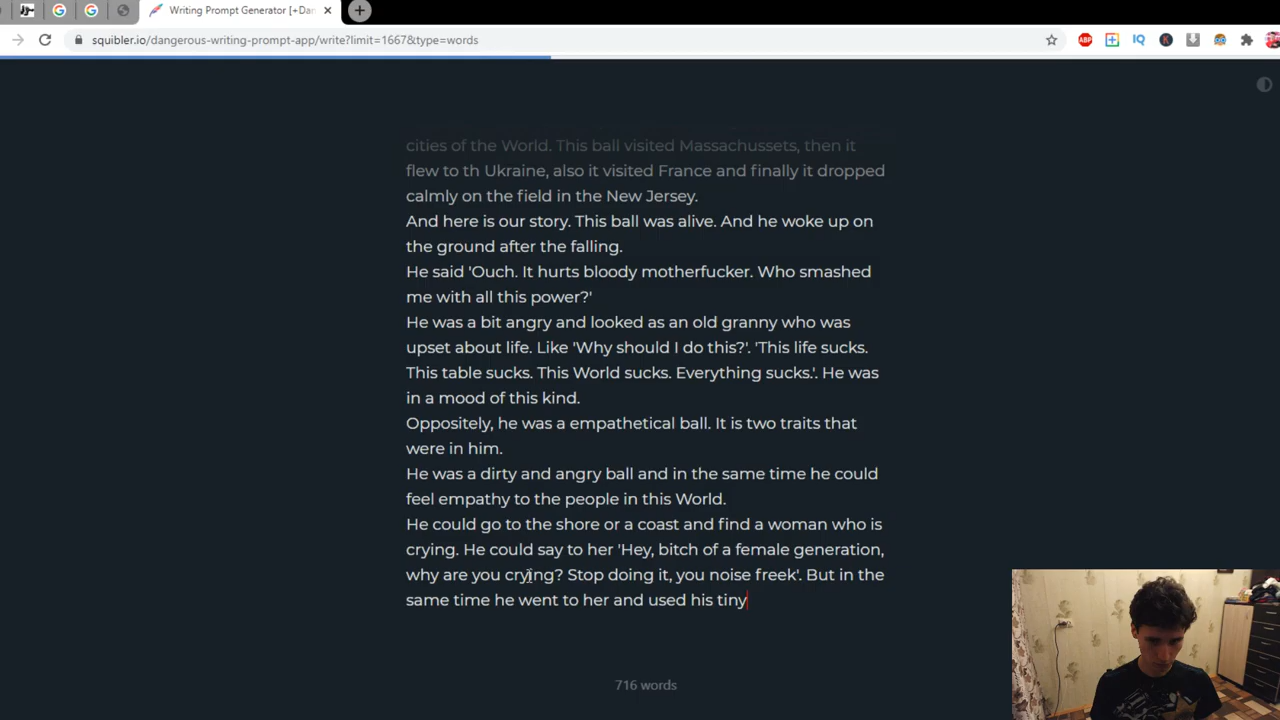 Writing Prompt Generator [+Dan
squibler.io/dangerous-writing-prompt-app/write?limit=1667&type=words
ABP
IQ
K
cities of the World. This ball visited Massachussets, then it
flew to th Ukraine, also it visited France and finally it dropped
calmly on the field in the New Jersey.
And here is our story. This ball was alive. And he woke up on
the ground after the falling.
He said 'Ouch. It hurts bloody motherfucker. Who smashed
me with all this power?'
He was a bit angry and looked as an old granny who was
upset about life. Like 'Why should I do this?'. 'This life sucks.
This table sucks. This World sucks. Everything sucks.'. He was
in a mood of this kind.
Oppositely, he was a empathetical ball. It is two traits that
were in him.
He was a dirty and angry ball and in the same time he could
feel empathy to the people in this World.
He could go to the shore or a coast and find a woman who is
crying. He could say to her 'Hey, bitch of a female generation,
why are you crying? Stop doing it, you noise freek'. But in the
same time he went to her and used his tiny
716 words